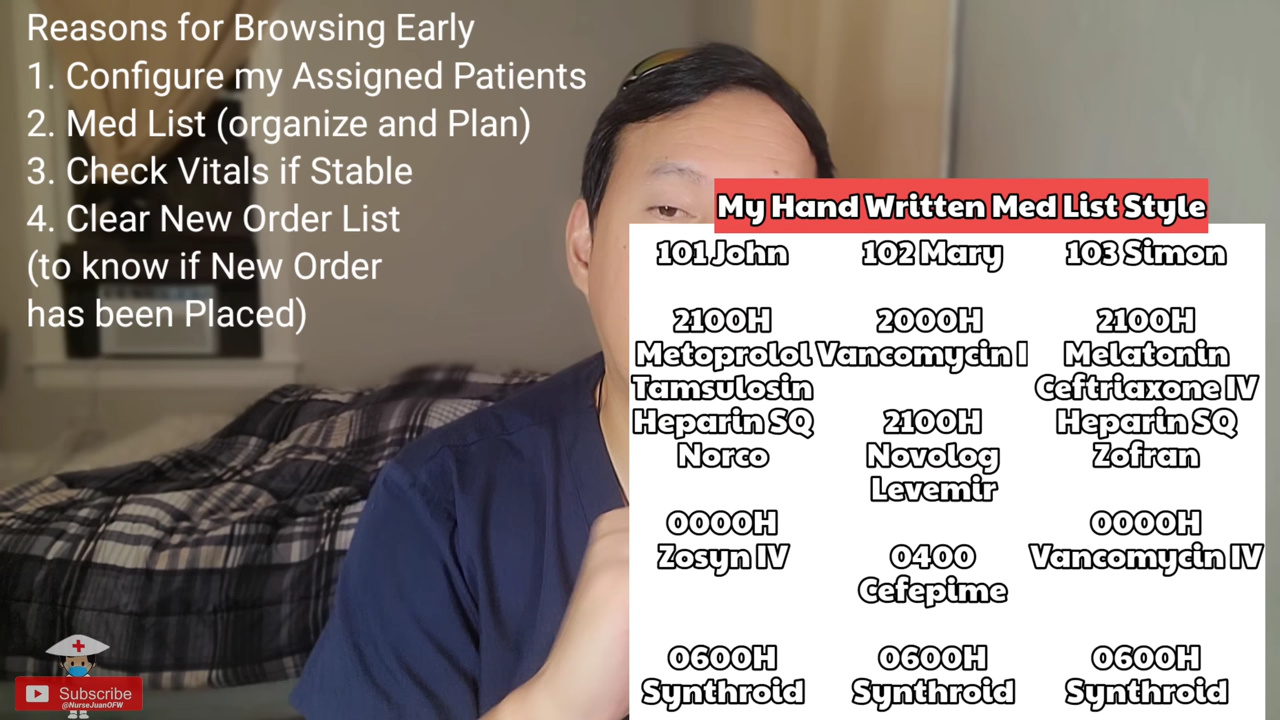 Reasons for Browsing Early
1. Configure my Assigned Patients
2. Med List (organize and Plan)
3. Check Vitals if Stable
4. Clear New Order List
(to know if New Order
has been Placed)
My Hand Written Med List Style
101 John
2100H
Metoprolol
Tamsulosin
Heparin SQ
Norco
0000H
Zosyn IV
0600H
Synthroid
102 Mary
2000H
Vancomycin I
2100H
Novolog
Levemir
0400
Cefepime
0600H
Synthroid
103 Simon
2100H
Melatonin
Ceftriaxone IV
Heparin SQ
Zofran
0000H
Vancomycin IV
0600H
Synthroid
Subscribe
@NurseJuanOFW